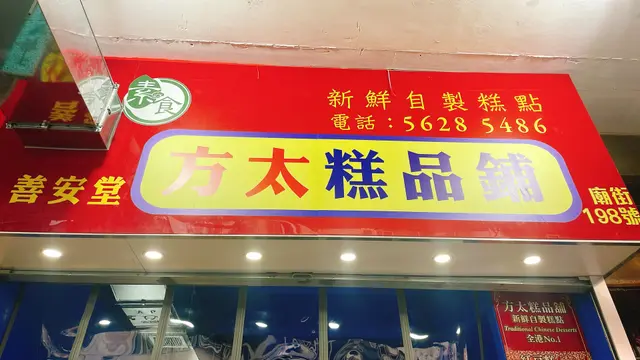 素食
新鮮自製糕點
電話：5628 5486
善安堂
方太糕品鋪
廟街
198號
方太糕品舖
新鮮自製糕點
Traditional Chinese Desserts
全港No.1